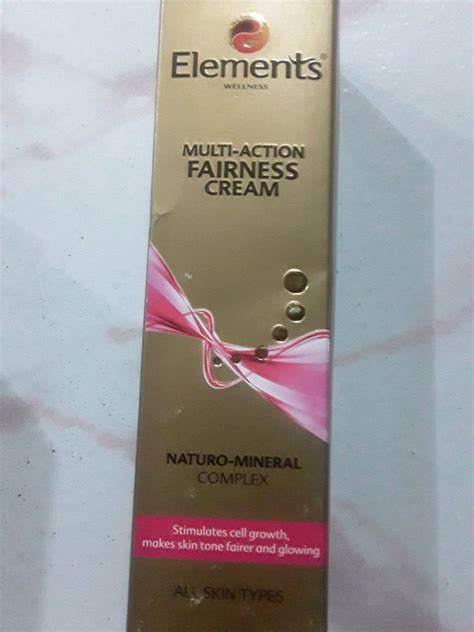 Elements®
WELLNESS
MULTI-ACTION
FAIRNESS
CREAM
NATURO-MINERAL
COMPLEX
Stimulates cell growth,
makes skin tone fairer and glowing
ALL SKIN TYPES